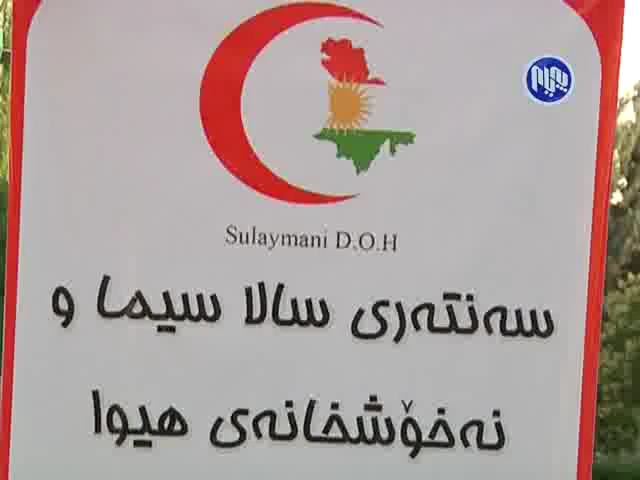 Sulaymani D.O.H
سەنتەری سالا سیما و
نەخۆشخانەی هیوا